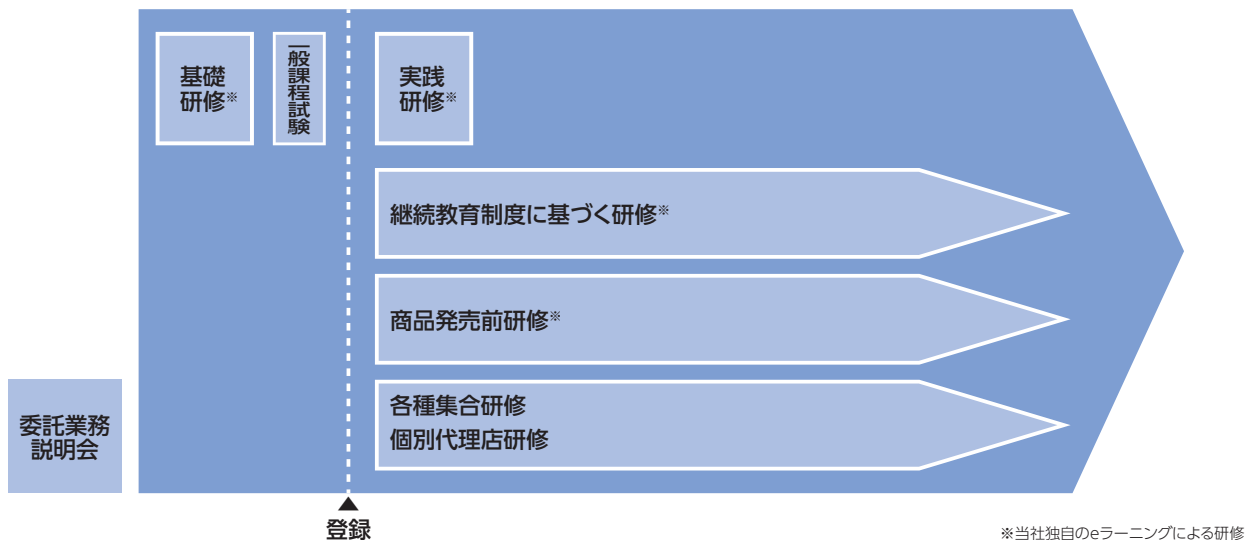 基礎
研修※
一般課程試験
実践
研修※
継続教育制度に基づく研修※
商品発売前研修※
各種集合研修
個別代理店研修
委託業務
説明会
▲
登録
※当社独自のeラーニングによる研修